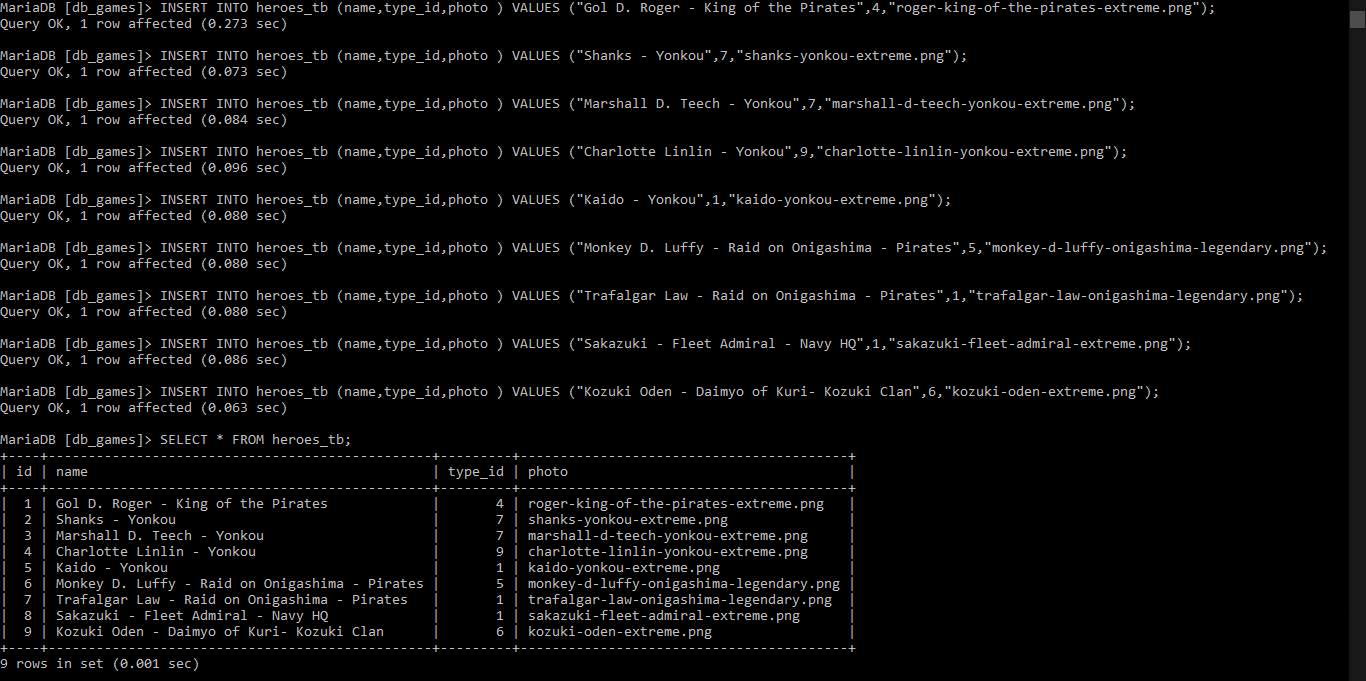 MariaDB [db_games]> INSERT INTO heroes_tb (name,type_id,photo ) VALUES ("Gol D. Roger - King of the Pirates",4,"roger-king-of-the-pirates-extreme.png");
Query OK, 1 row affected (0.273 sec)

MariaDB [db_games]> INSERT INTO heroes_tb (name,type_id,photo ) VALUES ("Shanks - Yonkou",7,"shanks-yonkou-extreme.png");
Query OK, 1 row affected (0.073 sec)

MariaDB [db_games]> INSERT INTO heroes_tb (name,type_id,photo ) VALUES ("Marshall D. Teech - Yonkou",7,"marshall-d-teech-yonkou-extreme.png");
Query OK, 1 row affected (0.084 sec)

MariaDB [db_games]> INSERT INTO heroes_tb (name,type_id,photo ) VALUES ("Charlotte Linlin - Yonkou",9,"charlotte-linlin-yonkou-extreme.png");
Query OK, 1 row affected (0.096 sec)

MariaDB [db_games]> INSERT INTO heroes_tb (name,type_id,photo ) VALUES ("Kaido - Yonkou",1,"kaido-yonkou-extreme.png");
Query OK, 1 row affected (0.080 sec)

MariaDB [db_games]> INSERT INTO heroes_tb (name,type_id,photo ) VALUES ("Monkey D. Luffy - Raid on Onigashima - Pirates",5,"monkey-d-luffy-onigashima-legendary.png");
Query OK, 1 row affected (0.080 sec)

MariaDB [db_games]> INSERT INTO heroes_tb (name,type_id,photo ) VALUES ("Trafalgar Law - Raid on Onigashima - Pirates",1,"trafalgar-law-onigashima-legendary.png");
Query OK, 1 row affected (0.080 sec)

MariaDB [db_games]> INSERT INTO heroes_tb (name,type_id,photo ) VALUES ("Sakazuki - Fleet Admiral - Navy HQ",1,"sakazuki-fleet-admiral-extreme.png");
Query OK, 1 row affected (0.086 sec)

MariaDB [db_games]> INSERT INTO heroes_tb (name,type_id,photo ) VALUES ("Kozuki Oden - Daimyo of Kuri- Kozuki Clan",6,"kozuki-oden-extreme.png");
Query OK, 1 row affected (0.063 sec)

MariaDB [db_games]> SELECT * FROM heroes_tb;
+----+------------------------------------------------+---------+-----------------------------------------+
| id | name                                           | type_id | photo                                   |
+----+------------------------------------------------+---------+-----------------------------------------+
|  1 | Gol D. Roger - King of the Pirates             |       4 | roger-king-of-the-pirates-extreme.png   |
|  2 | Shanks - Yonkou                                |       7 | shanks-yonkou-extreme.png               |
|  3 | Marshall D. Teech - Yonkou                     |       7 | marshall-d-teech-yonkou-extreme.png     |
|  4 | Charlotte Linlin - Yonkou                      |       9 | charlotte-linlin-yonkou-extreme.png     |
|  5 | Kaido - Yonkou                                 |       1 | kaido-yonkou-extreme.png                |
|  6 | Monkey D. Luffy - Raid on Onigashima - Pirates |       5 | monkey-d-luffy-onigashima-legendary.png |
|  7 | Trafalgar Law - Raid on Onigashima - Pirates   |       1 | trafalgar-law-onigashima-legendary.png  |
|  8 | Sakazuki - Fleet Admiral - Navy HQ             |       1 | sakazuki-fleet-admiral-extreme.png      |
|  9 | Kozuki Oden - Daimyo of Kuri- Kozuki Clan      |       6 | kozuki-oden-extreme.png                 |
+----+------------------------------------------------+---------+-----------------------------------------+
9 rows in set (0.001 sec)